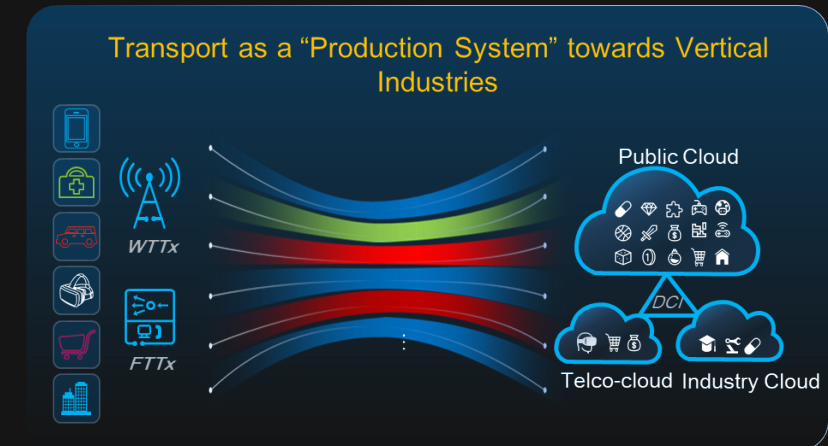 Transport as a “Production System” towards Vertical
Industries
Public Cloud
WTTx
DCI
FTTx
Telco-cloud
Industry Cloud